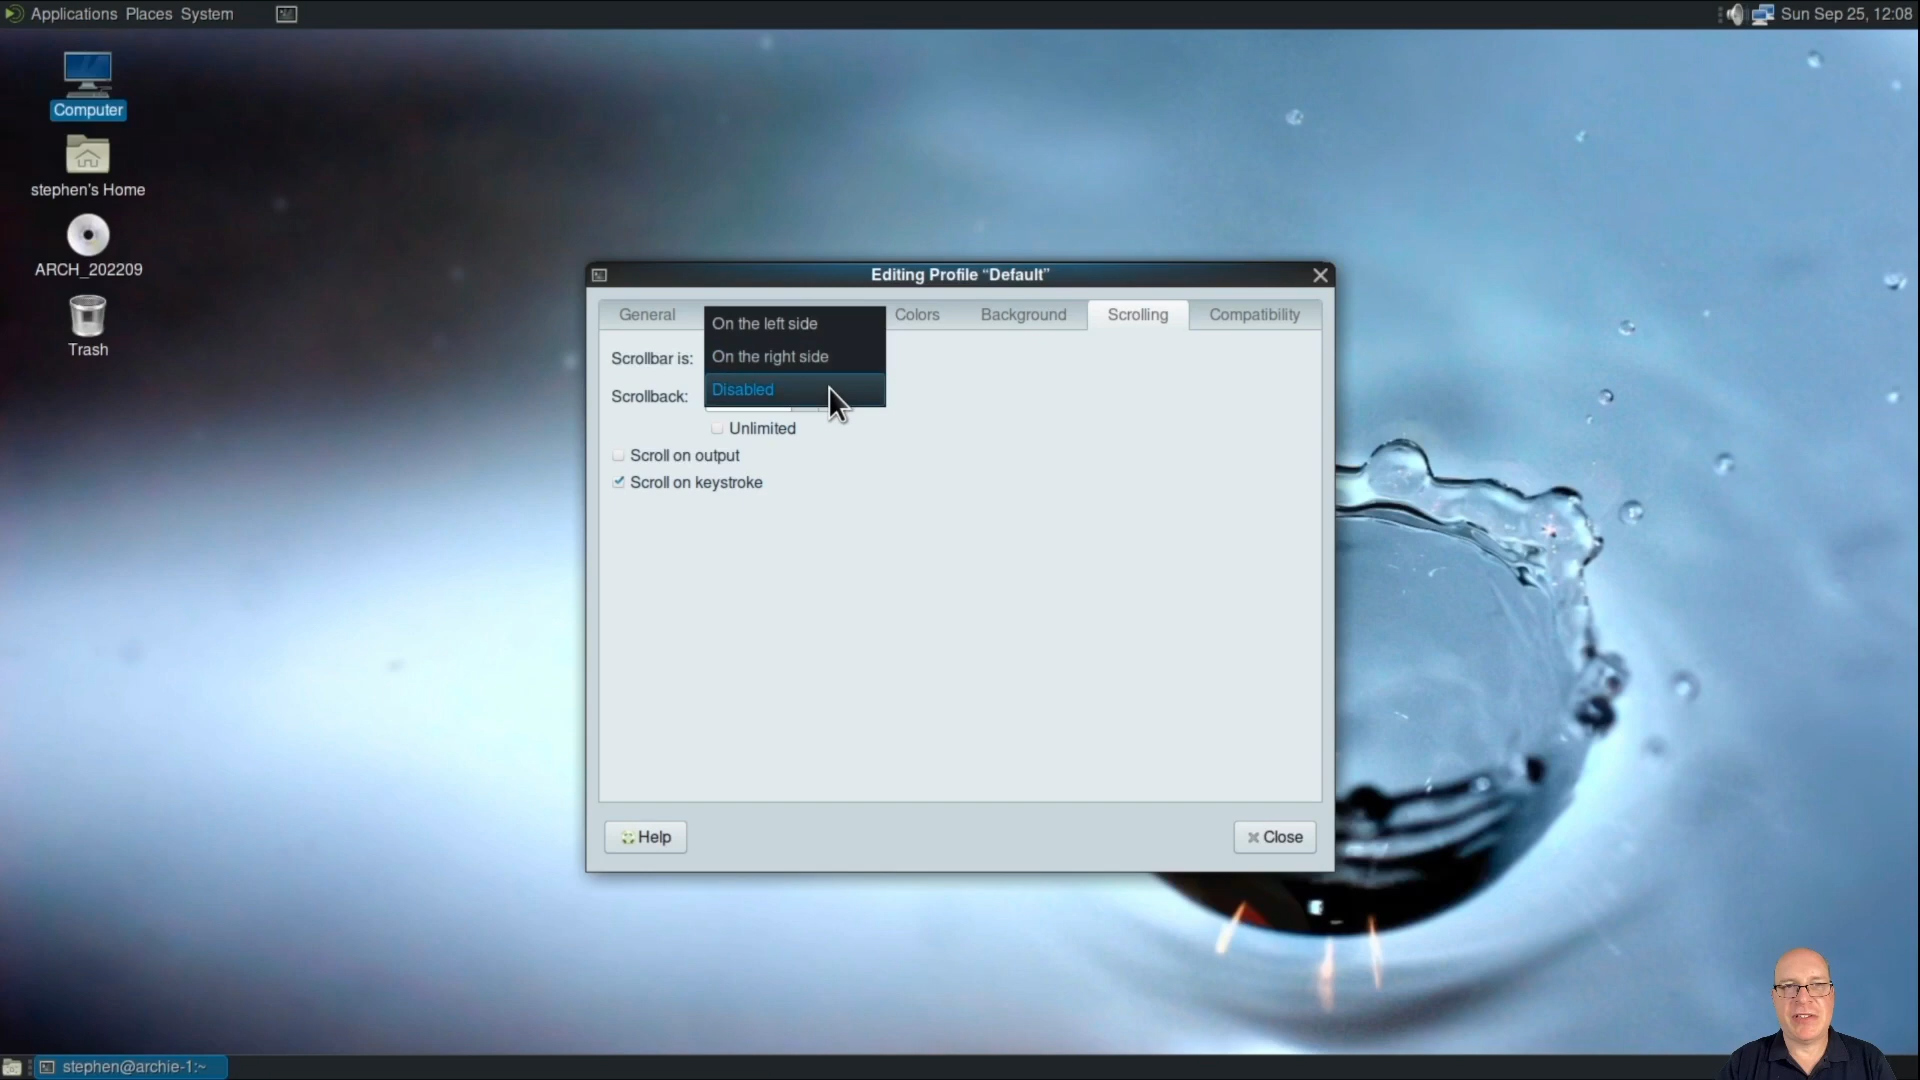 Applications Places System
Sun Sep 25, 12:08
Computer
stephen's Home
ARCH_202209
Trash
Editing Profile “Default”
General
Colors
Background
Scrolling
Compatibility
On the left side
Scrollbar is:
On the right side
Disabled
Scrollback:
Unlimited
Scroll on output
Scroll on keystroke
Help
Close
stephen@archie-1:~